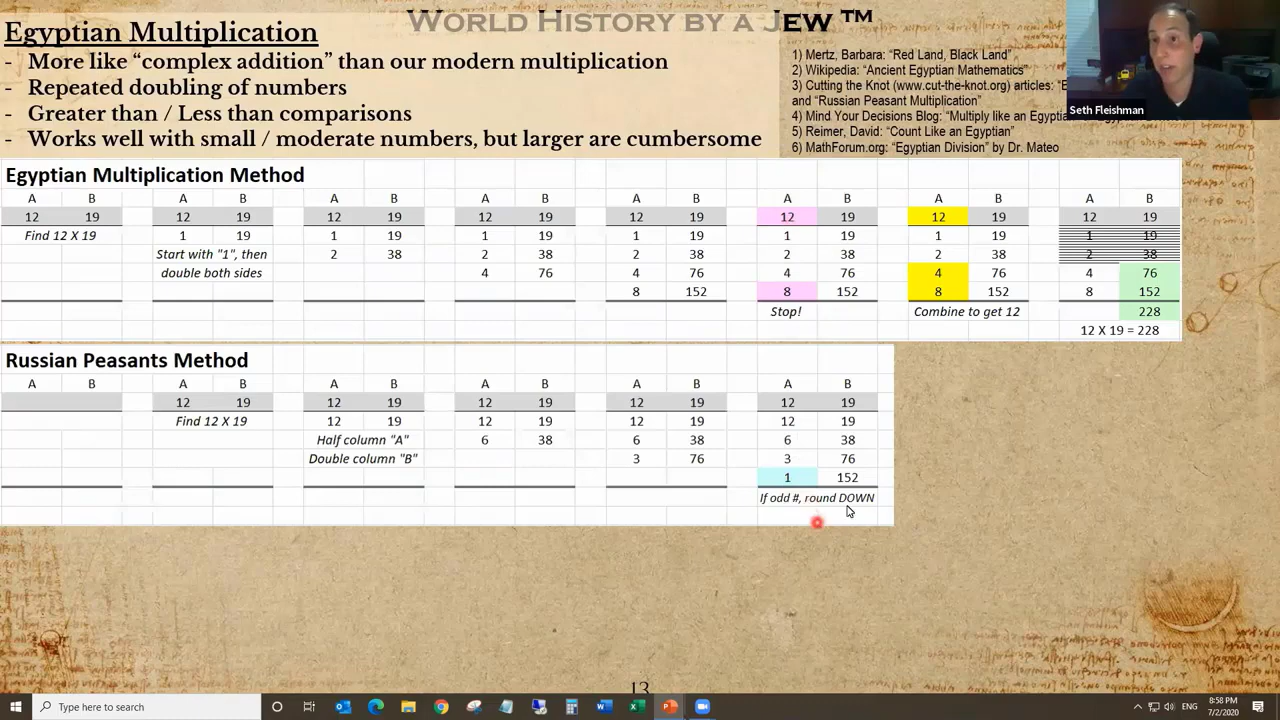 WORLD HISTORY BY A JEW ™
Egyptian Multiplication
- More like “complex addition” than our modern multiplication
- Repeated doubling of numbers
- Greater than / Less than comparisons
- Works well with small / moderate numbers, but larger are cumbersome
1) Mertz, Barbara: “Red Land, Black Land”
2) Wikipedia: “Ancient Egyptian Mathematics”
3) Cutting the Knot (www.cut-the-knot.org) articles:
and “Russian Peasant Multiplication”
4) Mind Your Decisions Blog: “Multiply like an
5) Reimer, David: “Count Like an Egyptian”
6) MathForum.org: “Egyptian Division” by Dr. Mateo
Seth Fleishman
Egyptian Multiplication Method
A B A B A B A B A B A B A B A B
12 19 12 19 12 19 12 19 12 19 12 19 12 19 12 19
Find 12 X 19 1 19 1 19 1 19 1 19 1 19 1 19 1 19
Start with "1", then 2 38 2 38 2 38 2 38 2 38 2 38
double both sides 4 76 4 76 4 76 4 76 4 76
8 152 8 152 8 152 8 152
Stop! Combine to get 12 228
12 X 19 = 228
Russian Peasants Method
A B A B A B A B A B A B
12 19 12 19 12 19 12 19 12 19
Find 12 X 19 12 19 12 19 12 19 12 19
Half column "A" 6 38 6 38 6 38
Double column "B" 3 76 3 76
1 152
If odd #, round DOWN
13
Type here to search
ENG
8:58 PM
7/2/2020